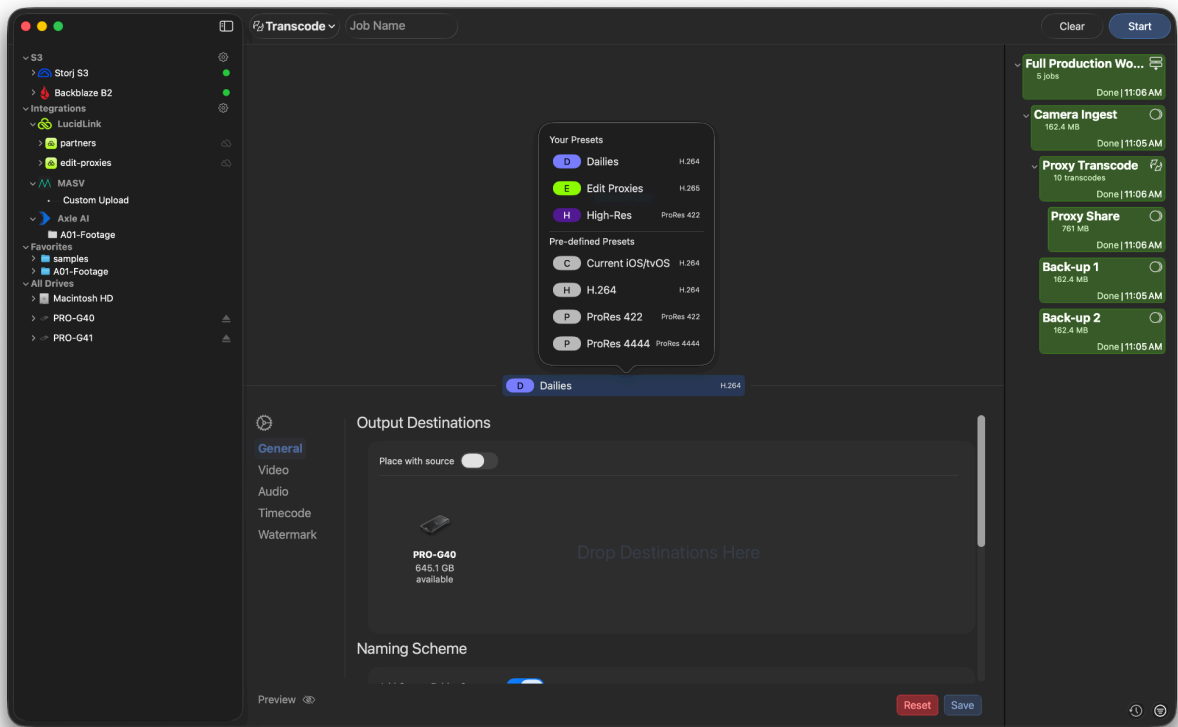 Transcode
Job Name
Clear
Start
S3
Storj S3
Backblaze B2
Integrations
LucidLink
partners
edit-proxies
MASV
Custom Upload
Axle AI
A01-Footage
Favorites
samples
A01-Footage
All Drives
Macintosh HD
PRO-G40
PRO-G41
Your Presets
D Dailies H.264
E Edit Proxies H.265
H High-Res ProRes 422
Pre-defined Presets
C Current iOS/tvOS H.264
H H.264 H.264
P ProRes 422 ProRes 422
P ProRes 4444 ProRes 4444
D Dailies H.264
General
Video
Audio
Timecode
Watermark
Output Destinations
Place with source
PRO-G40
645.1 GB
available
Drop Destinations Here
Naming Scheme
Preview
Reset
Save
Full Production Wo...
5 jobs
Done | 11:06 AM
Camera Ingest
162.4 MB
Done | 11:05 AM
Proxy Transcode
10 transcodes
Done | 11:06 AM
Proxy Share
761 MB
Done | 11:06 AM
Back-up 1
162.4 MB
Done | 11:05 AM
Back-up 2
162.4 MB
Done | 11:05 AM